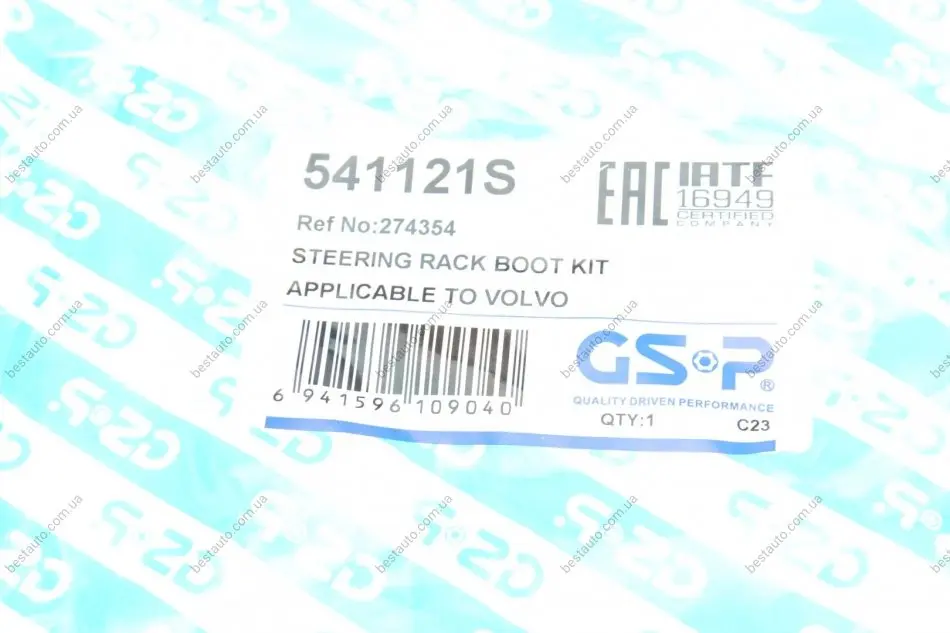 541121S
EAC
IATF
16949
CERTIFIED
COMPANY
Ref No:274354
STEERING RACK BOOT KIT
APPLICABLE TO VOLVO
6 941596 109040
GSP®
QUALITY DRIVEN PERFORMANCE
QTY:1
C23
bestauto.com.ua